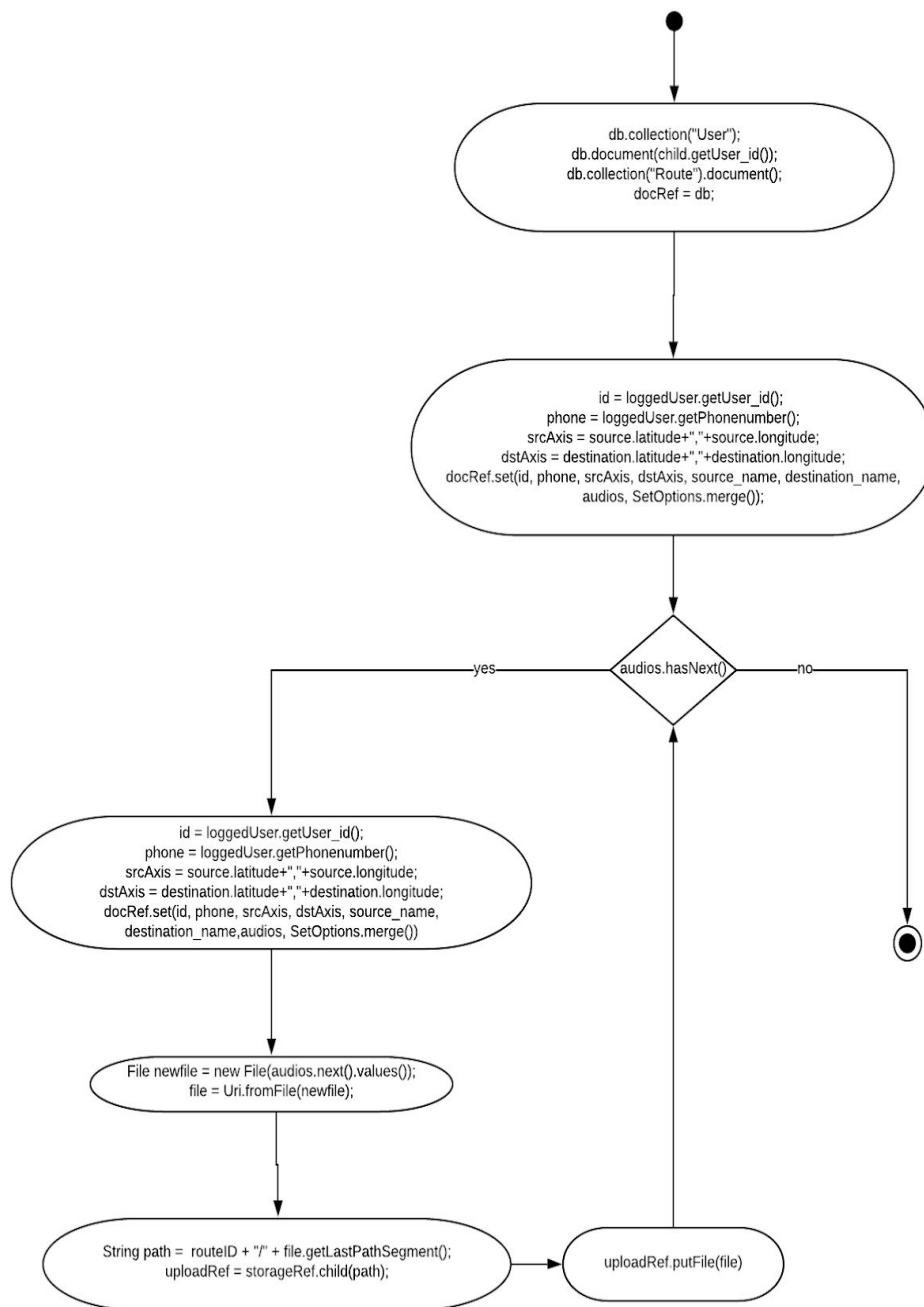 db.collection("User");
db.document(child.getUser_id());
db.collection("Route").document();
docRef = db;
id = loggedUser.getUser_id();
phone = loggedUser.getPhonenumber();
srcAxis = source.latitude+","+source.longitude;
dstAxis = destination.latitude+","+destination.longitude;
docRef.set(id, phone, srcAxis, dstAxis, source_name, destination_name,
audios, SetOptions.merge());
audios.hasNext()
yes
no
id = loggedUser.getUser_id();
phone = loggedUser.getPhonenumber();
srcAxis = source.latitude+","+source.longitude;
dstAxis = destination.latitude+","+destination.longitude;
docRef.set(id, phone, srcAxis, dstAxis, source_name,
destination_name,audios, SetOptions.merge())
File newfile = new File(audios.next().values());
file = Uri.fromFile(newfile);
String path =  routeID + "/" + file.getLastPathSegment();
uploadRef = storageRef.child(path);
uploadRef.putFile(file)